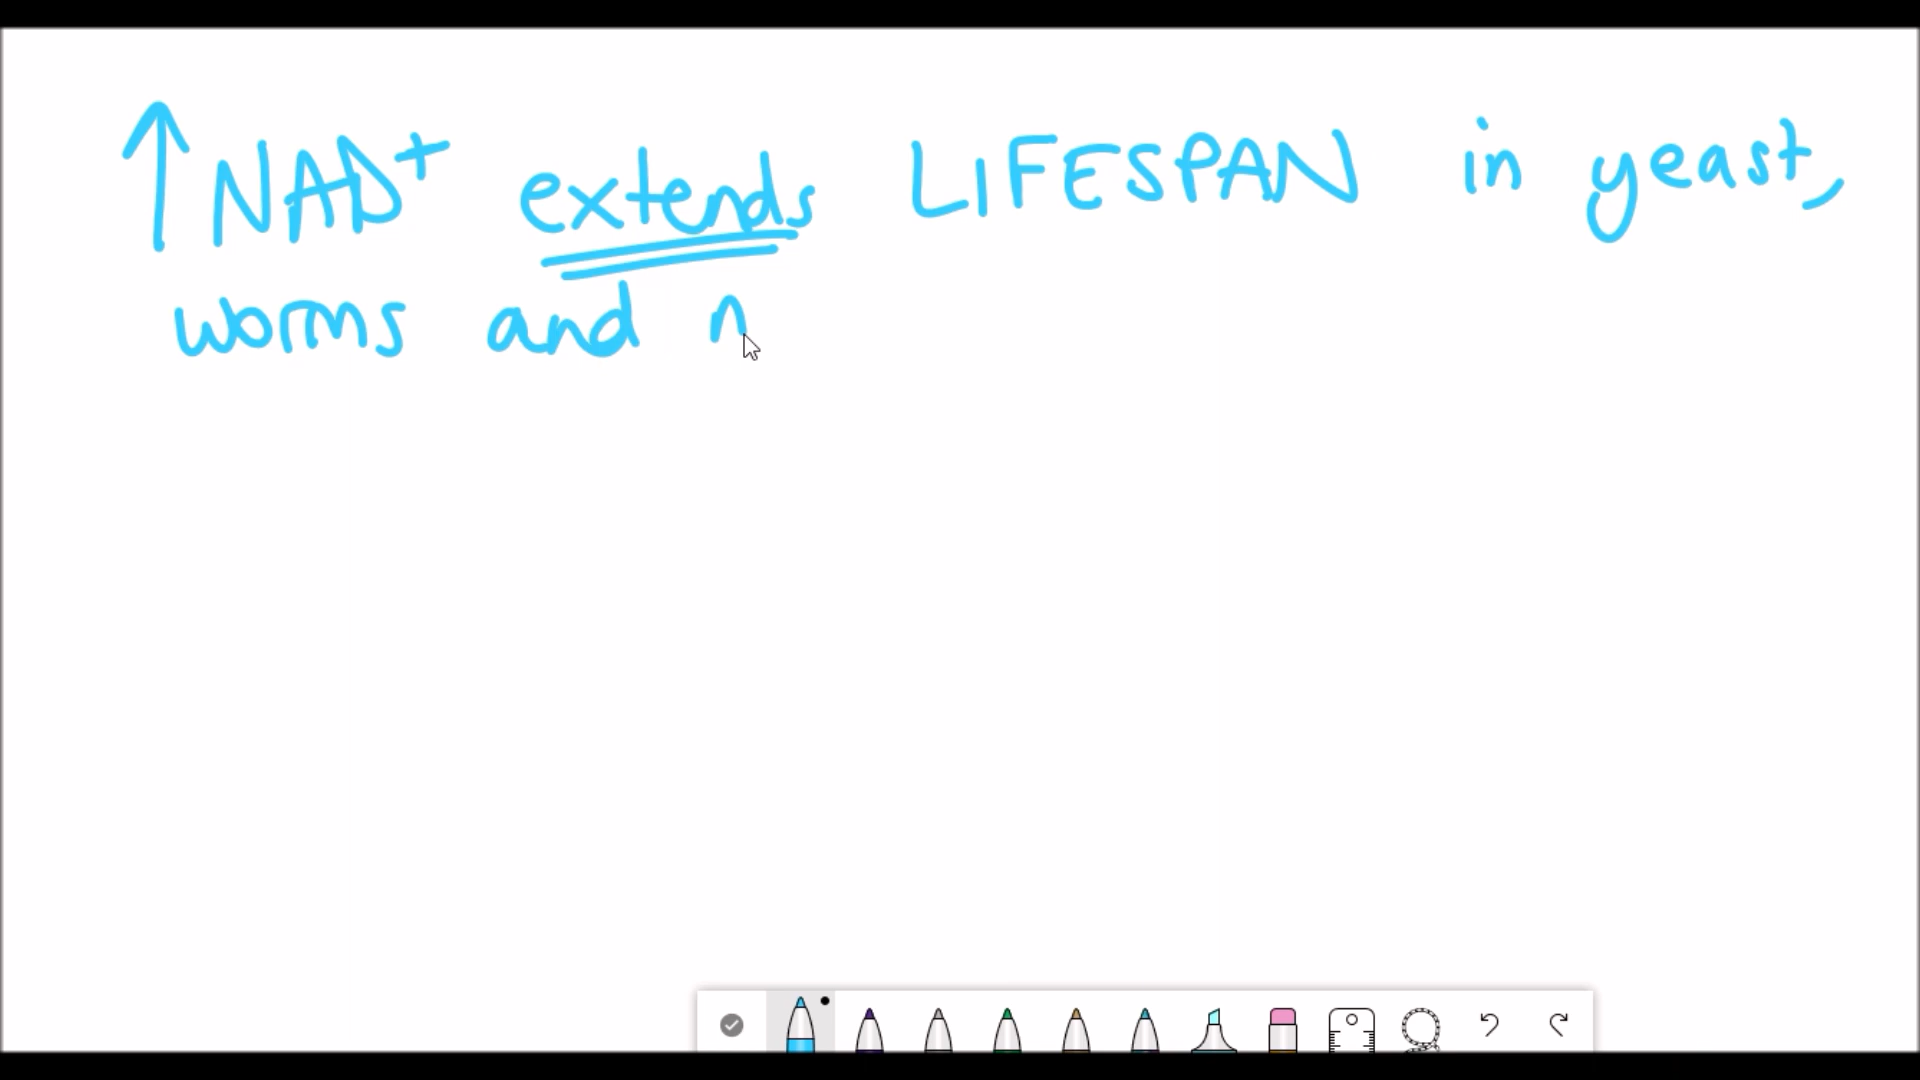 ↑ NAD+ extends LIFESPAN in yeast,
worms and n